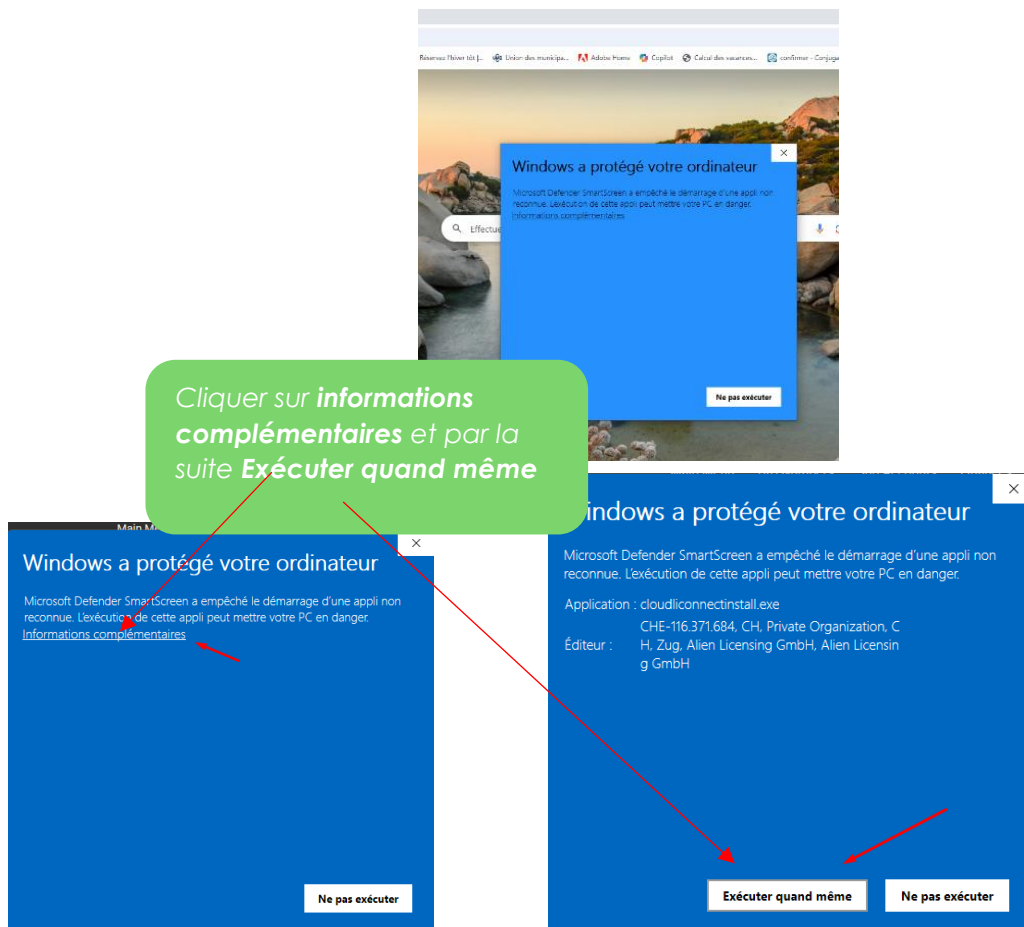 Réservez l'hiver tôt |... Union des municipa... Adobe Home Copilot Calcul des vacances... confirmer - Conjuga
Windows a protégé votre ordinateur
Microsoft Defender SmartScreen a empêché le démarrage d'une appli non
reconnue. L'exécution de cette appli peut mettre votre PC en danger.
Informations complémentaires
Effectue
Ne pas exécuter
Cliquer sur informations
complémentaires et par la
suite Exécuter quand même
Main M
Windows a protégé votre ordinateur
Microsoft Defender SmartScreen a empêché le démarrage d'une appli non
reconnue. L'exécution de cette appli peut mettre votre PC en danger.
Informations complémentaires
Ne pas exécuter
indows a protégé votre ordinateur
Microsoft Defender SmartScreen a empêché le démarrage d'une appli non
reconnue. L'exécution de cette appli peut mettre votre PC en danger.
Application : cloudliconnectinstall.exe
CHE-116.371.684, CH, Private Organization, C
Éditeur : H, Zug, Alien Licensing GmbH, Alien Licensin
g GmbH
Exécuter quand même Ne pas exécuter